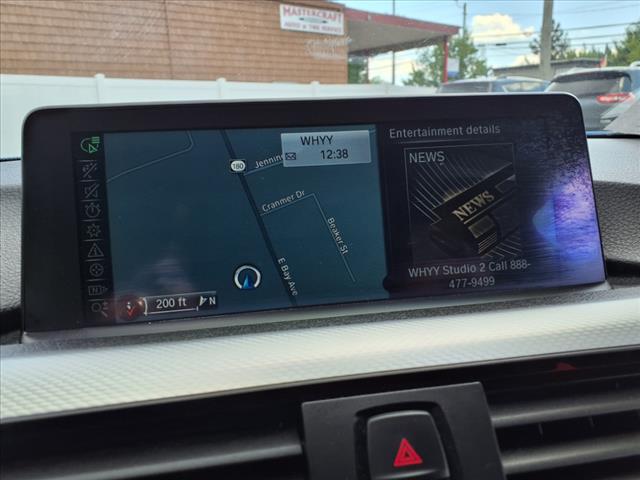 MASTERCRAFT
AUTO & TIRE SERVICE
WHYY
12:38
180
Jennin
Cranmer Dr
Beaker St
E Bay Ave
N
200 ft
N
Entertainment details
NEWS
NEWS
WHYY Studio 2 Call 888-
477-9499